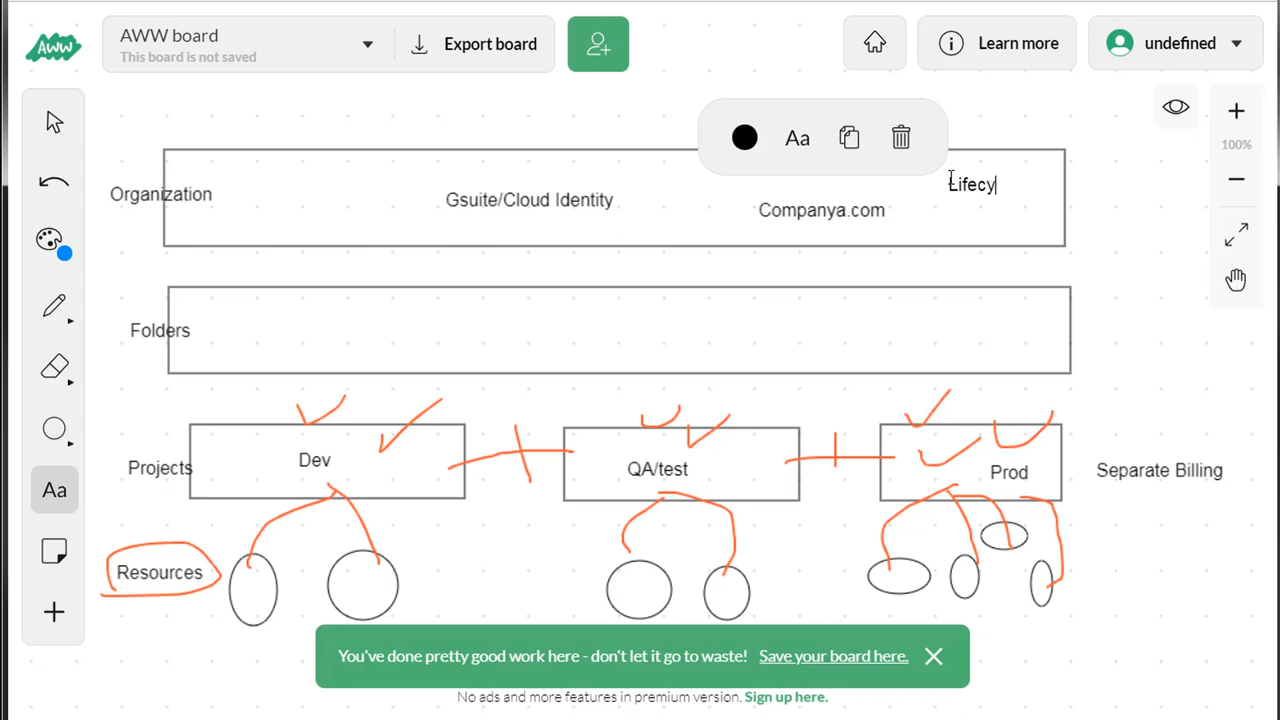 AWW
AWW board
This board is not saved
Export board
Learn more
undefined
Aa
100%
Lifecy
Organization
Gsuite/Cloud Identity
Companya.com
Folders
Projects
Dev
QA/test
Prod
Separate Billing
Aa
Resources
You've done pretty good work here - don't let it go to waste! Save your board here.
No ads and more features in premium version. Sign up here.